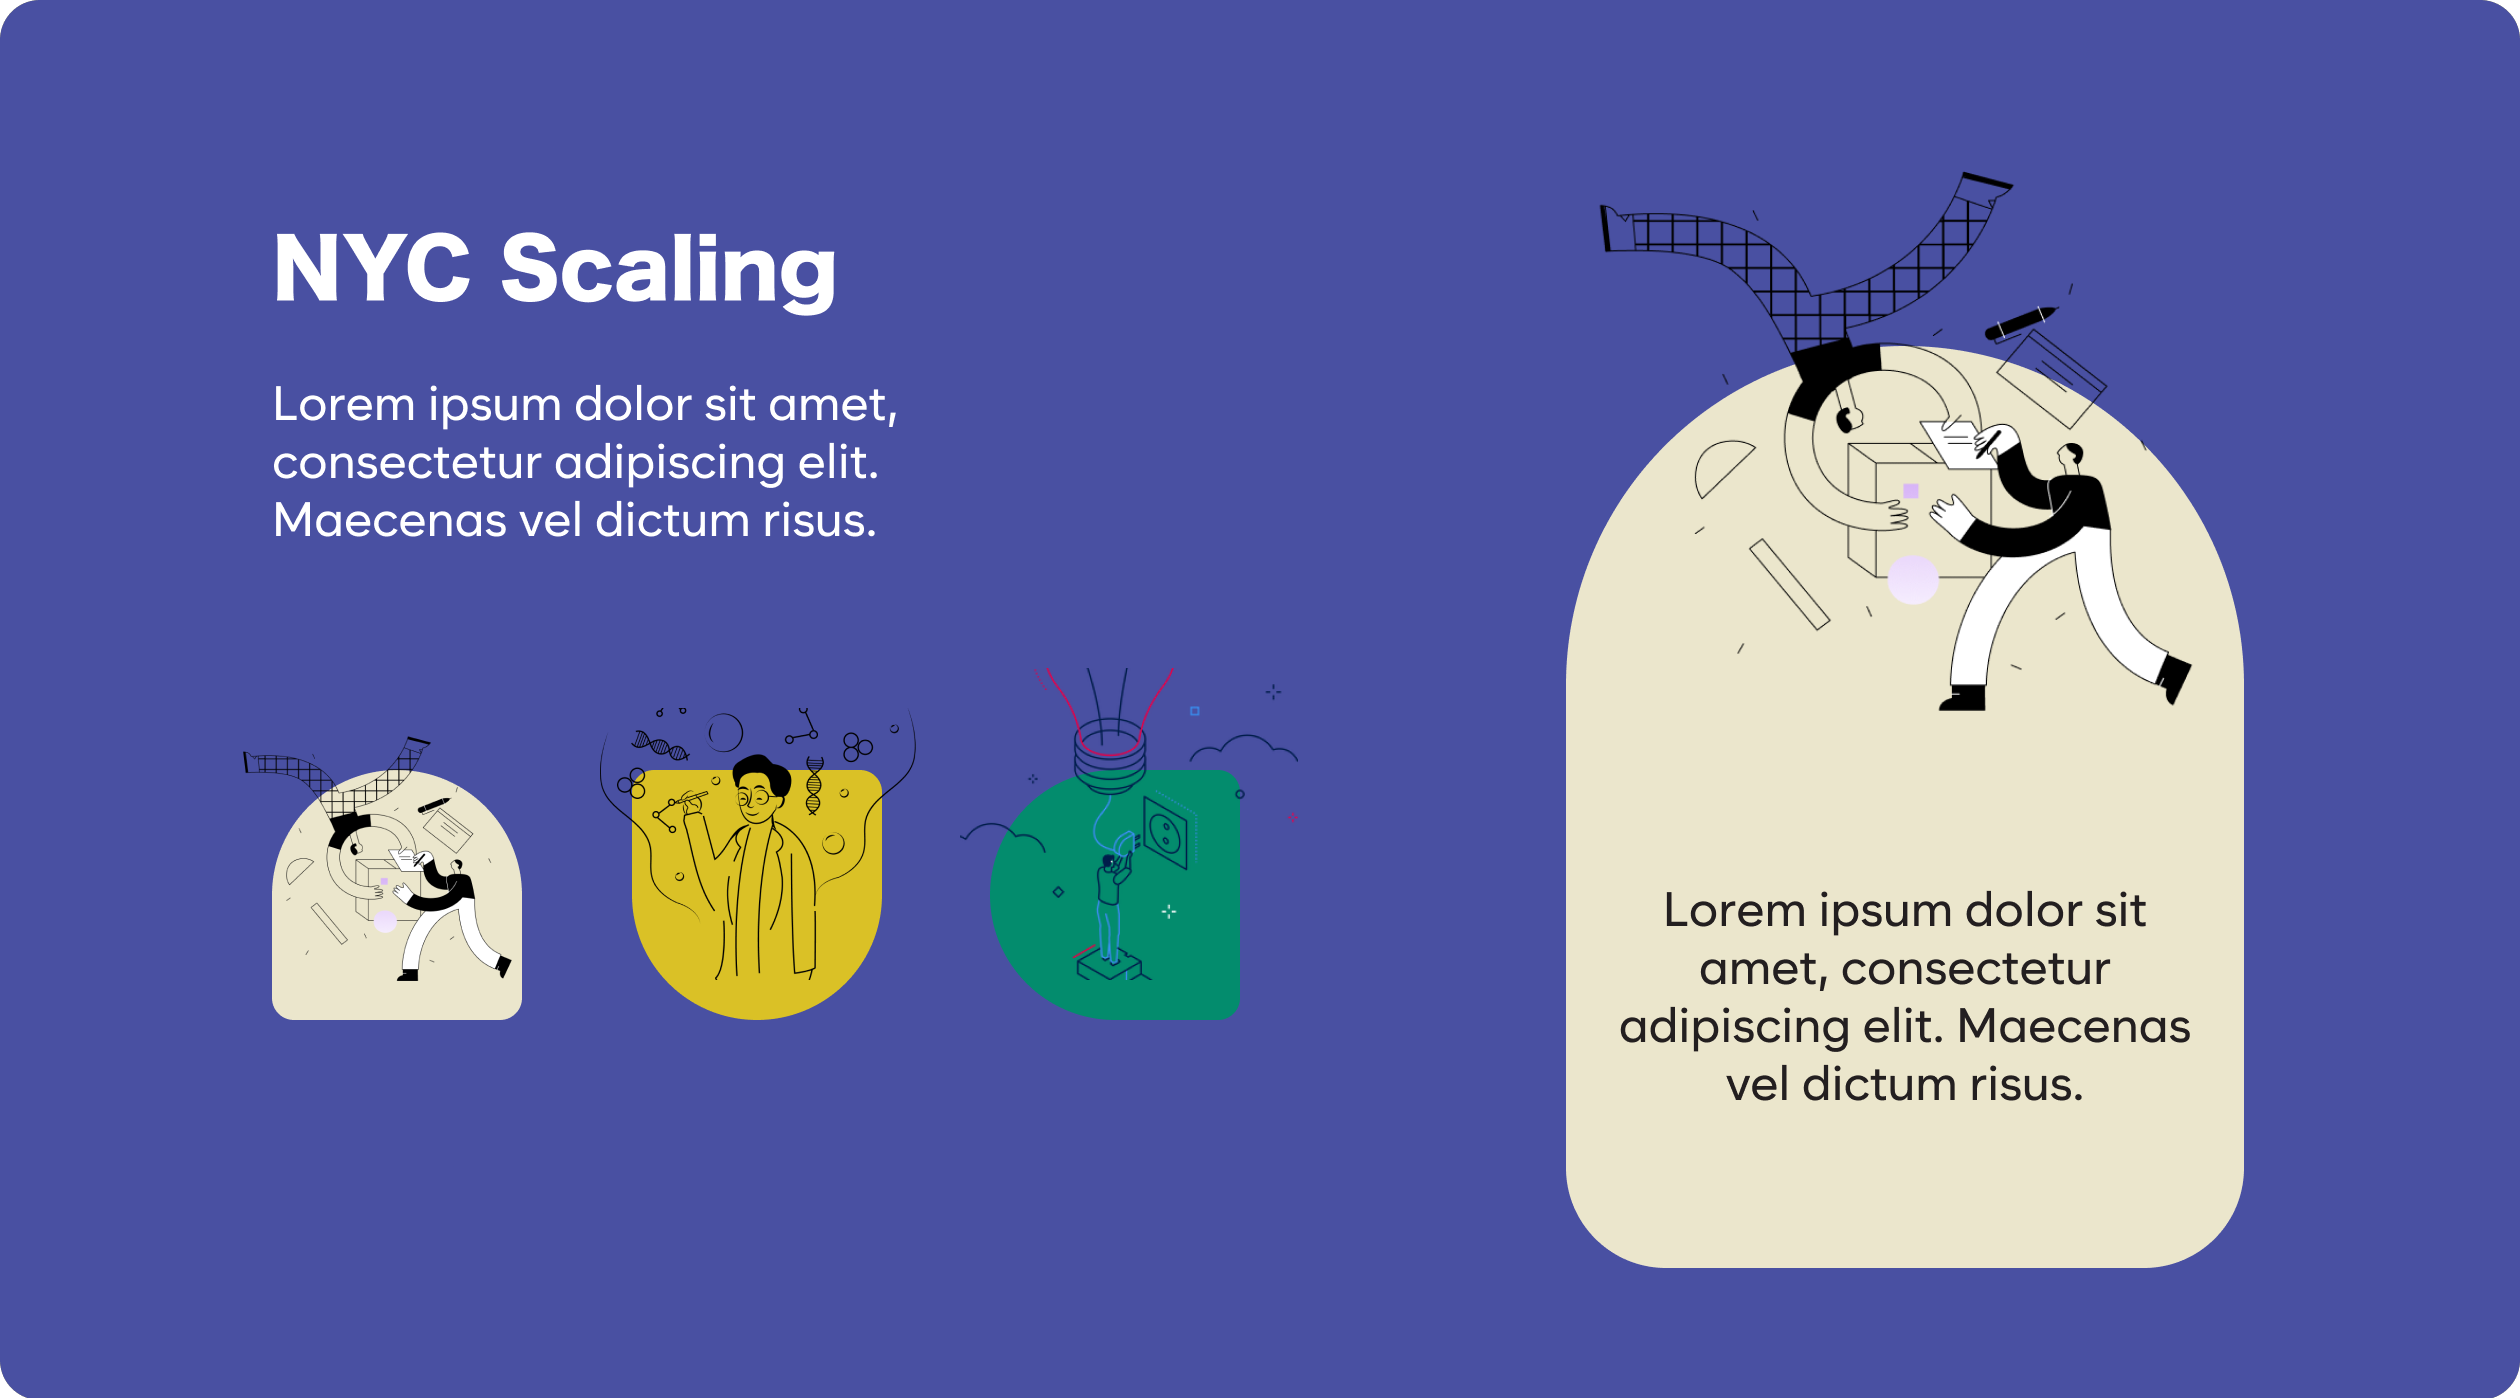 NYC Scaling
Lorem ipsum dolor sit amet,
consectetur adipiscing elit.
Maecenas vel dictum risus.
Lorem ipsum dolor sit
amet, consectetur
adipiscing elit. Maecenas
vel dictum risus.